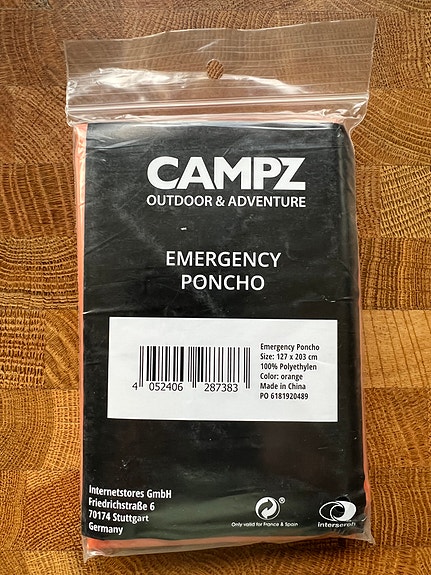 CAMPZ
OUTDOOR & ADVENTURE
EMERGENCY
PONCHO
4 052406 287383
Emergency Poncho
Size: 127 x 203 cm
100% Polyethylen
Color: orange
Made in China
PO 6181920489
Internetstores GmbH
Friedrichstraße 6
70174 Stuttgart
Germany
®
Only valid for France & Spain
interseroh